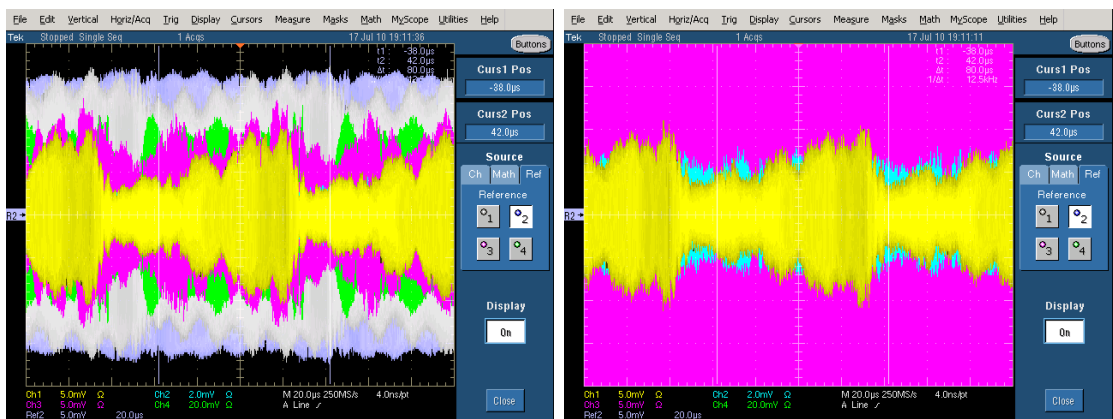 File Edit Vertical Horiz/Acq Trig Display Cursors Measure Masks Math MyScope Utilities Help
Tek Stopped Single Seq 1 Acqs 17 Jul 10 19:11:36
Buttons
t1: -38.0µs
t2: 42.0µs
Δt: 80.0µs
Curs1 Pos
-38.0µs
Curs2 Pos
42.0µs
Source
Ch Math Ref
Reference
1 2
3 4
R2
Display
On
Close
Ch1 5.0mV Ω Ch2 2.0mV Ω M 20.0µs 250MS/s 4.0ns/pt
Ch3 5.0mV Ω Ch4 20.0mV Ω A Line
Ref2 5.0mV 20.0µs
File Edit Vertical Horiz/Acq Trig Display Cursors Measure Masks Math MyScope Utilities Help
Tek Stopped Single Seq 1 Acqs 17 Jul 10 19:11:11
Buttons
t1: -38.0µs
t2: 42.0µs
Δt: 80.0µs
1/Δt: 12.5kHz
Curs1 Pos
-38.0µs
Curs2 Pos
42.0µs
Source
Ch Math Ref
Reference
1 2
3 4
R2
Display
On
Close
Ch1 5.0mV Ω Ch2 2.0mV Ω M 20.0µs 250MS/s 4.0ns/pt
Ch3 5.0mV Ω Ch4 20.0mV Ω A Line
Ref2 5.0mV 20.0µs